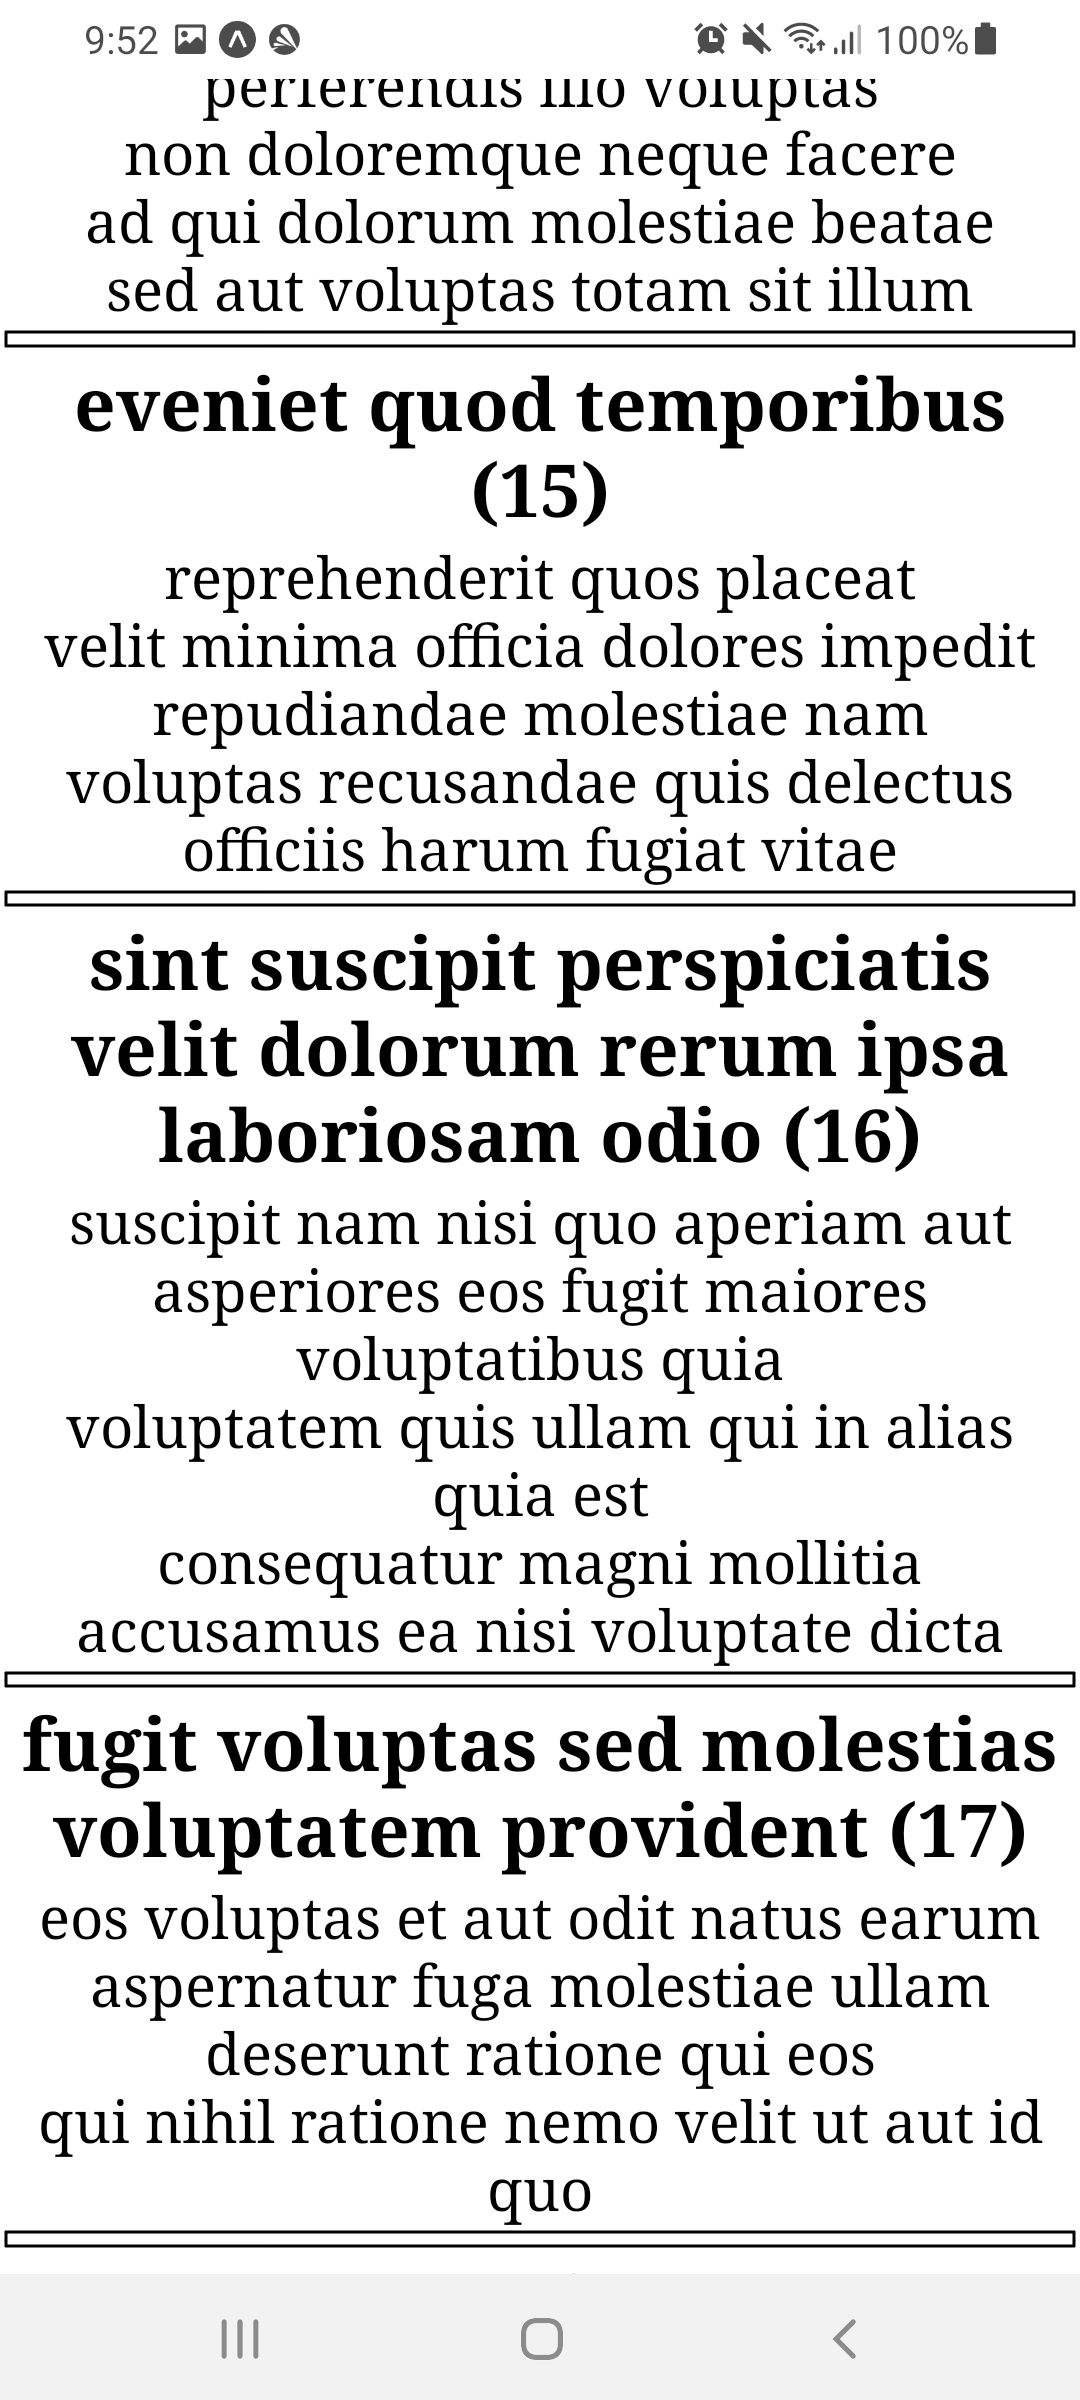 9:52
100%
perferendis illo voluptas
non doloremque neque facere
ad qui dolorum molestiae beatae
sed aut voluptas totam sit illum
eveniet quod temporibus
(15)
reprehenderit quos placeat
velit minima officia dolores impedit
repudiandae molestiae nam
voluptas recusandae quis delectus
officiis harum fugiat vitae
sint suscipit perspiciatis
velit dolorum rerum ipsa
laboriosam odio (16)
suscipit nam nisi quo aperiam aut
asperiores eos fugit maiores
voluptatibus quia
voluptatem quis ullam qui in alias
quia est
consequatur magni mollitia
accusamus ea nisi voluptate dicta
fugit voluptas sed molestias
voluptatem provident (17)
eos voluptas et aut odit natus earum
aspernatur fuga molestiae ullam
deserunt ratione qui eos
qui nihil ratione nemo velit ut aut id
quo